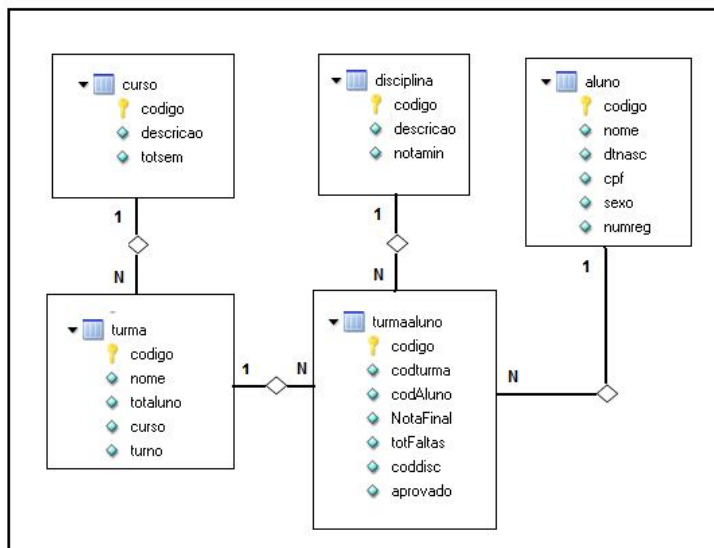 curso
codigo
descricao
totsem
disciplina
codigo
descricao
notamin
aluno
codigo
nome
dtnasc
cpf
sexo
numreg
1
N
1
N
1
N
turma
codigo
nome
totaluno
curso
turno
1
N
turmaaluno
codigo
codturma
codAluno
NotaFinal
totFaltas
coddisc
aprovado